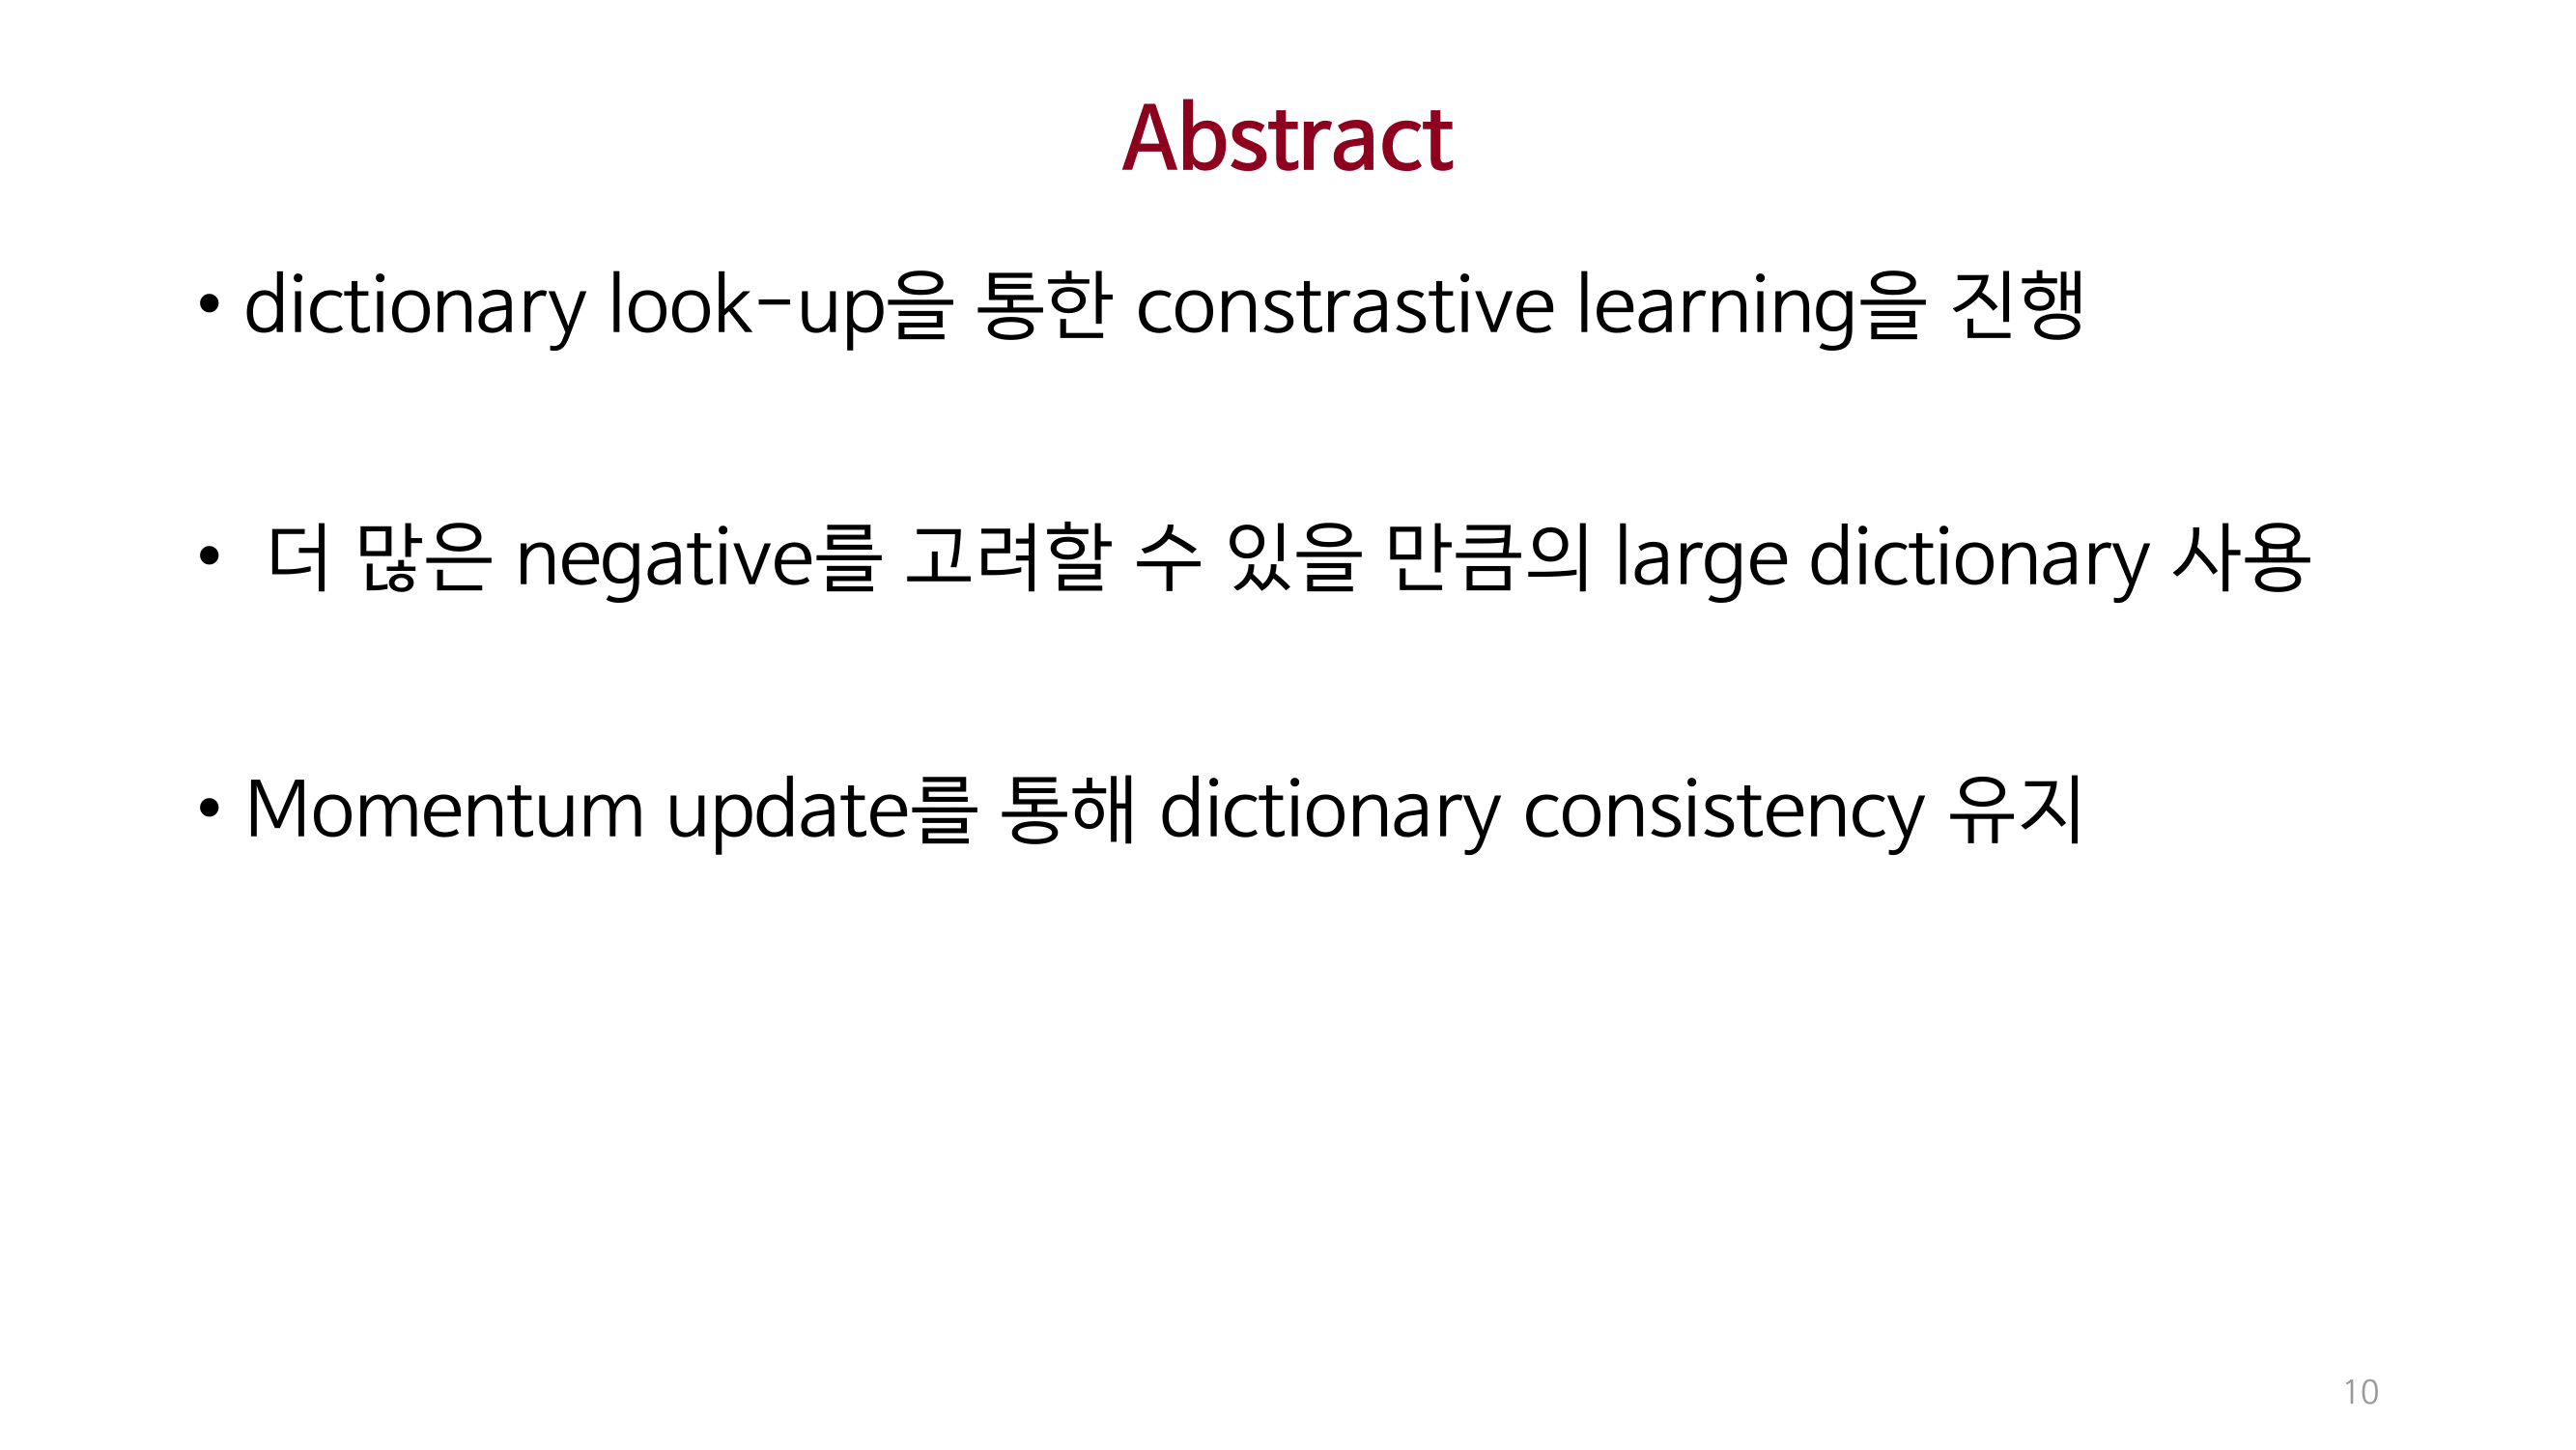 Abstract
• dictionary look-up을 통한 constrastive learning을 진행
• 더 많은 negative를 고려할 수 있을 만큼의 large dictionary 사용
• Momentum update를 통해 dictionary consistency 유지
10